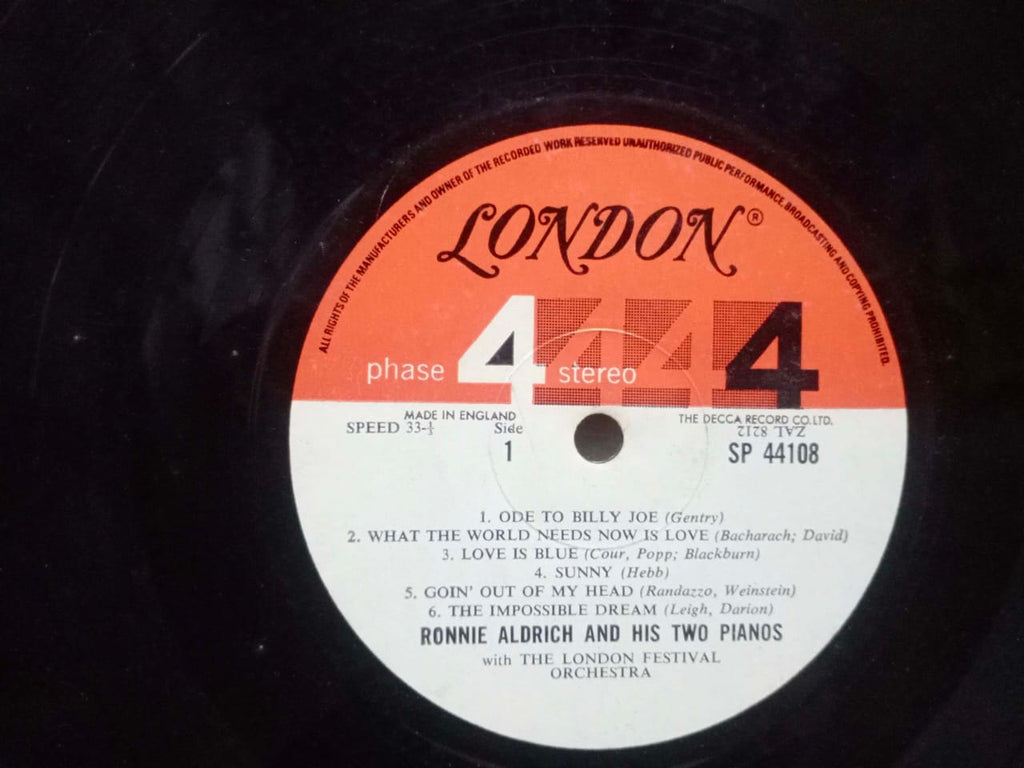 ALL RIGHTS OF THE MANUFACTURERS AND OWNER OF THE RECORDED WORK RESERVED UNAUTHORIZED PUBLIC PERFORMANCE BROADCASTING AND COPYING PROHIBITED.
LONDON®
phase 4 stereo 4
MADE IN ENGLAND
SPEED 33-⅓
Side
1
THE DECCA RECORD CO. LTD.
ZAL 8212
SP 44108
1. ODE TO BILLY JOE (Gentry)
2. WHAT THE WORLD NEEDS NOW IS LOVE (Bacharach; David)
3. LOVE IS BLUE (Cour, Popp; Blackburn)
4. SUNNY (Hebb)
5. GOIN' OUT OF MY HEAD (Randazzo, Weinstein)
6. THE IMPOSSIBLE DREAM (Leigh, Darion)
RONNIE ALDRICH AND HIS TWO PIANOS
with THE LONDON FESTIVAL
ORCHESTRA